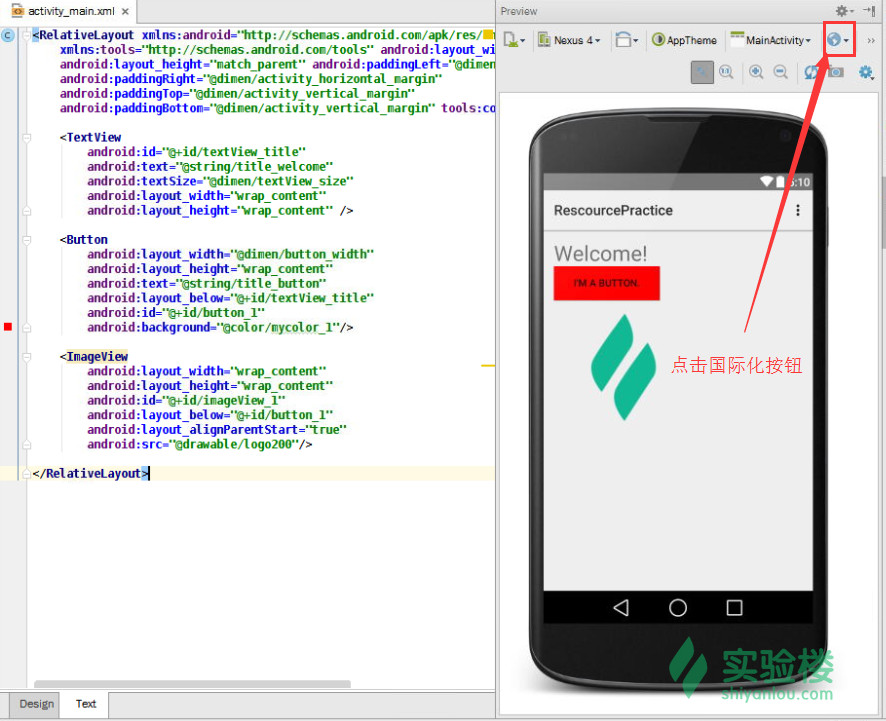 activity_main.xml
<RelativeLayout xmlns:android="http://schemas.android.com/apk/res/
xmlns:tools="http://schemas.android.com/tools" android:layout_wi
android:layout_height="match_parent" android:paddingLeft="@dimen
android:paddingRight="@dimen/activity_horizontal_margin"
android:paddingTop="@dimen/activity_vertical_margin"
android:paddingBottom="@dimen/activity_vertical_margin" tools:co
<TextView
android:id="@+id/textView_title"
android:text="@string/title_welcome"
android:textSize="@dimen/textView_size"
android:layout_width="wrap_content"
android:layout_height="wrap_content" />
<Button
android:layout_width="@dimen/button_width"
android:layout_height="wrap_content"
android:text="@string/title_button"
android:layout_below="@+id/textView_title"
android:id="@+id/button_1"
android:background="@color/mycolor_1"/>
<ImageView
android:layout_width="wrap_content"
android:layout_height="wrap_content"
android:id="@+id/imageView_1"
android:layout_below="@+id/button_1"
android:layout_alignParentStart="true"
android:src="@drawable/logo200"/>
</RelativeLayout>
Design Text
Preview
Nexus 4 AppTheme MainActivity
RescourcePractice
Welcome!
I'M A BUTTON.
点击国际化按钮
实验楼
shiyanlou.com